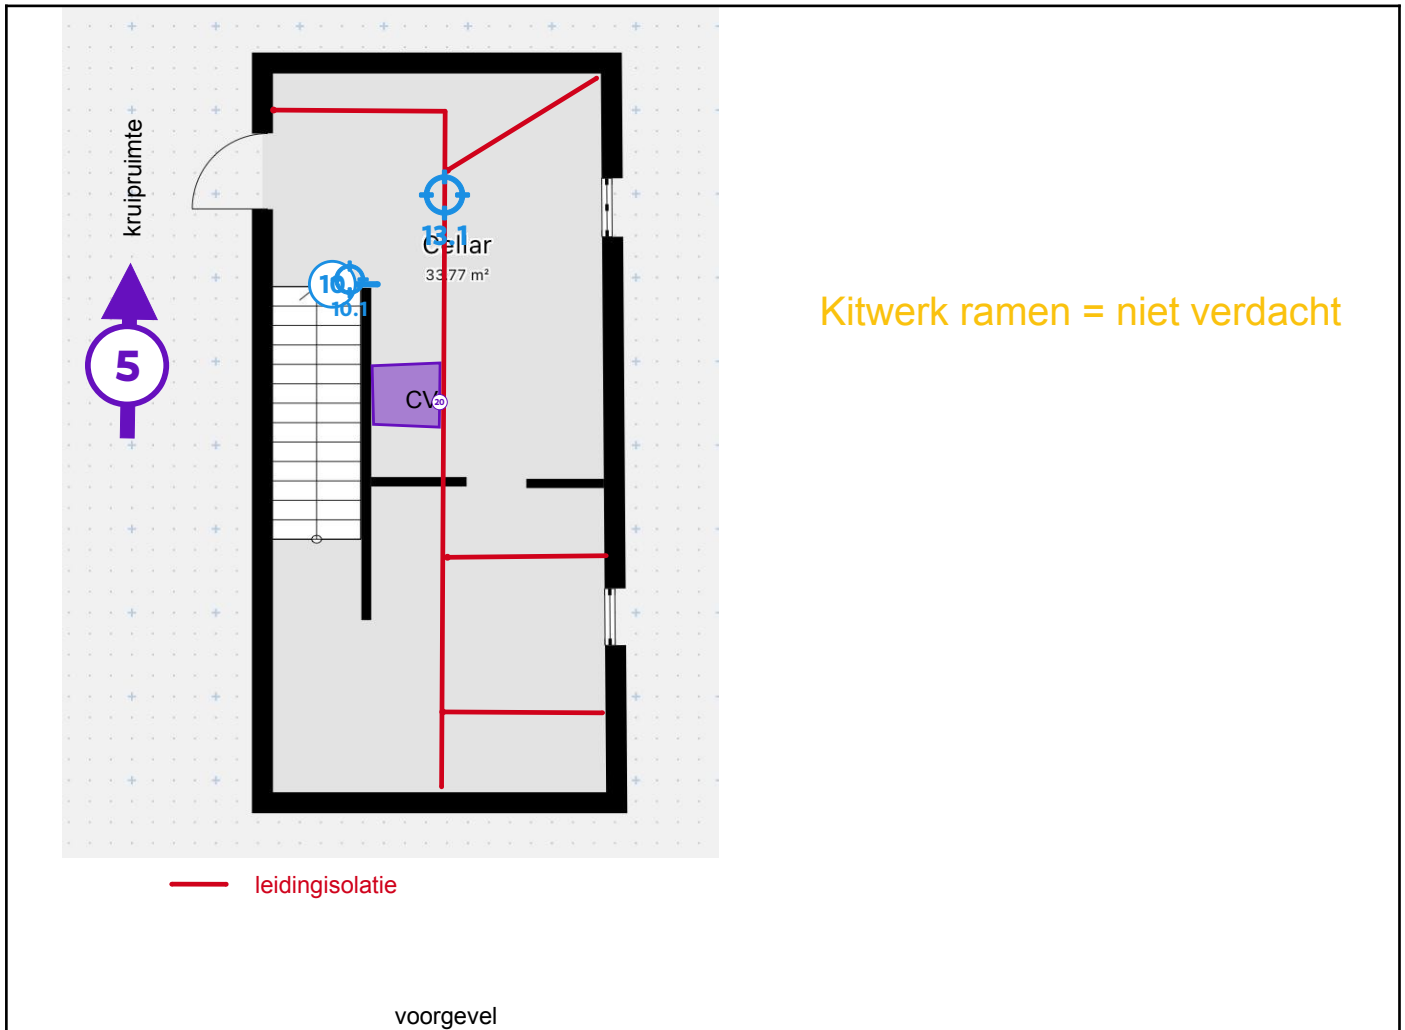 kruipruimte
13.1
Cellar
33.77 m²
10.1
Kitwerk ramen = niet verdacht
5
CV
20
leidingisolatie
voorgevel